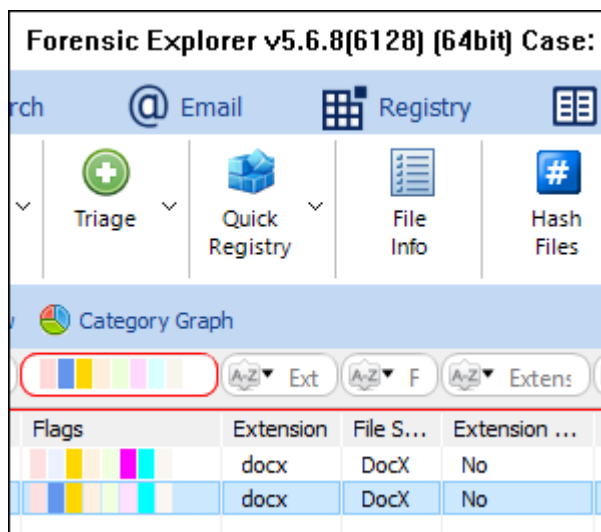 Forensic Explorer v5.6.8(6128) (64bit) Case:
rch @ Email Registry
Triage Quick Registry File Info # Hash Files
Category Graph
A-Z Ext A-Z F A-Z Extens
Flags Extension File S... Extension ...
docx DocX No
docx DocX No